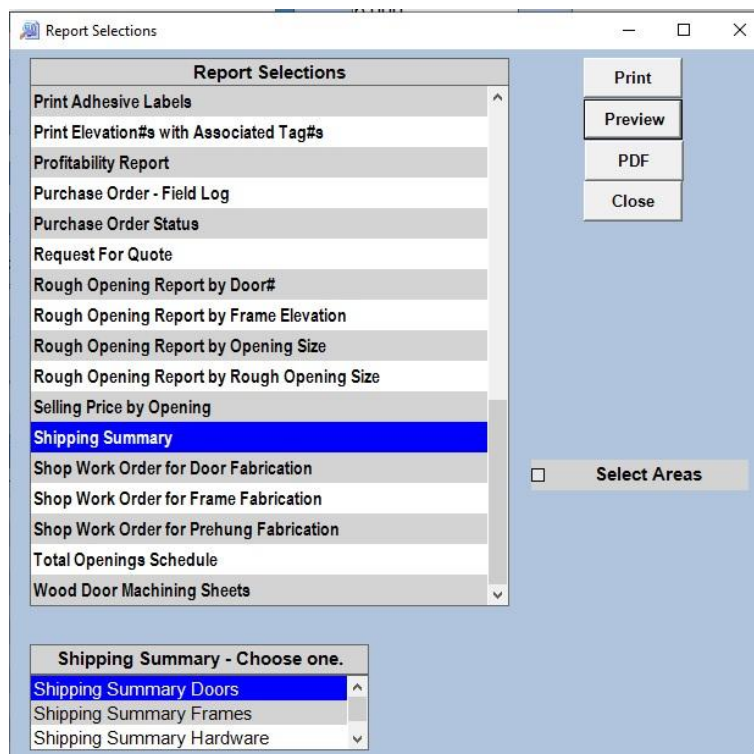 Report Selections
Report Selections
Print Adhesive Labels
Print Elevation#s with Associated Tag#s
Profitability Report
Purchase Order - Field Log
Purchase Order Status
Request For Quote
Rough Opening Report by Door#
Rough Opening Report by Frame Elevation
Rough Opening Report by Opening Size
Rough Opening Report by Rough Opening Size
Selling Price by Opening
Shipping Summary
Shop Work Order for Door Fabrication
Shop Work Order for Frame Fabrication
Shop Work Order for Prehung Fabrication
Total Openings Schedule
Wood Door Machining Sheets
Print
Preview
PDF
Close
Select Areas
Shipping Summary - Choose one.
Shipping Summary Doors
Shipping Summary Frames
Shipping Summary Hardware